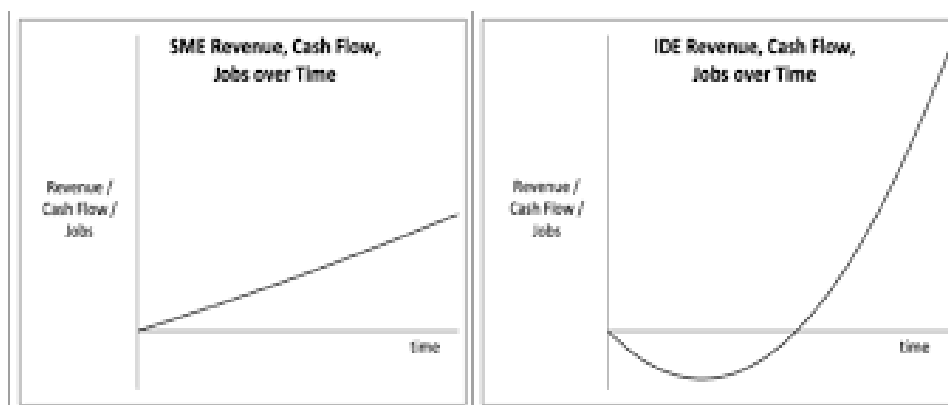 SME Revenue, Cash Flow,
Jobs over Time
Revenue /
Cash Flow /
Jobs
time
IDE Revenue, Cash Flow,
Jobs over Time
Revenue /
Cash Flow /
Jobs
time